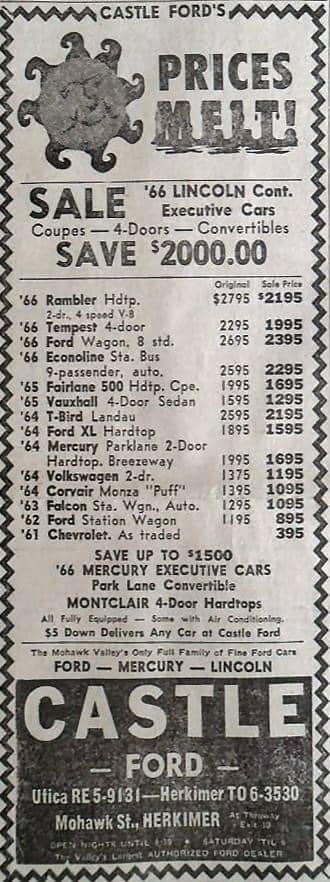 CASTLE FORD'S
PRICES
MELT!
SALE '66 LINCOLN Cont.
Executive Cars
Coupes — 4-Doors — Convertibles
SAVE $2000.00
Original Sale Price
'66 Rambler Hdtp. $2795 $2195
2-dr., 4 speed V-8
'66 Tempest 4-door 2295 1995
'66 Ford Wagon, 8 std. 2695 2395
'66 Econoline Sta. Bus
9-passenger, auto. 2595 2295
'65 Fairlane 500 Hdtp. Cpe. 1995 1695
'65 Vauxhall 4-Door Sedan 1595 1295
'64 T-Bird Landau 2595 2195
'64 Ford XL Hardtop 1895 1595
'64 Mercury Parklane 2-Door
Hardtop. Breezeway 1995 1695
'64 Volkswagen 2-dr. 1375 1195
'64 Corvair Monza "Puff" 1395 1095
'63 Falcon Sta. Wgn., Auto. 1295 1095
'62 Ford Station Wagon 1195 895
'61 Chevrolet. As traded 395
SAVE UP TO $1500
'66 MERCURY EXECUTIVE CARS
Park Lane Convertible
MONTCLAIR 4-Door Hardtops
All Fully Equipped — Some with Air Conditioning.
$5 Down Delivers Any Car at Castle Ford
The Mohawk Valley's Only Full Family of Fine Ford Cars
FORD — MERCURY — LINCOLN
CASTLE
— FORD —
Utica RE 5-9131—Herkimer TO 6-3530
Mohawk St., HERKIMER At Thruway
Exit
OPEN NIGHTS UNTIL • SATURDAY 'TIL
The Valley's Largest AUTHORIZED FORD DEALER